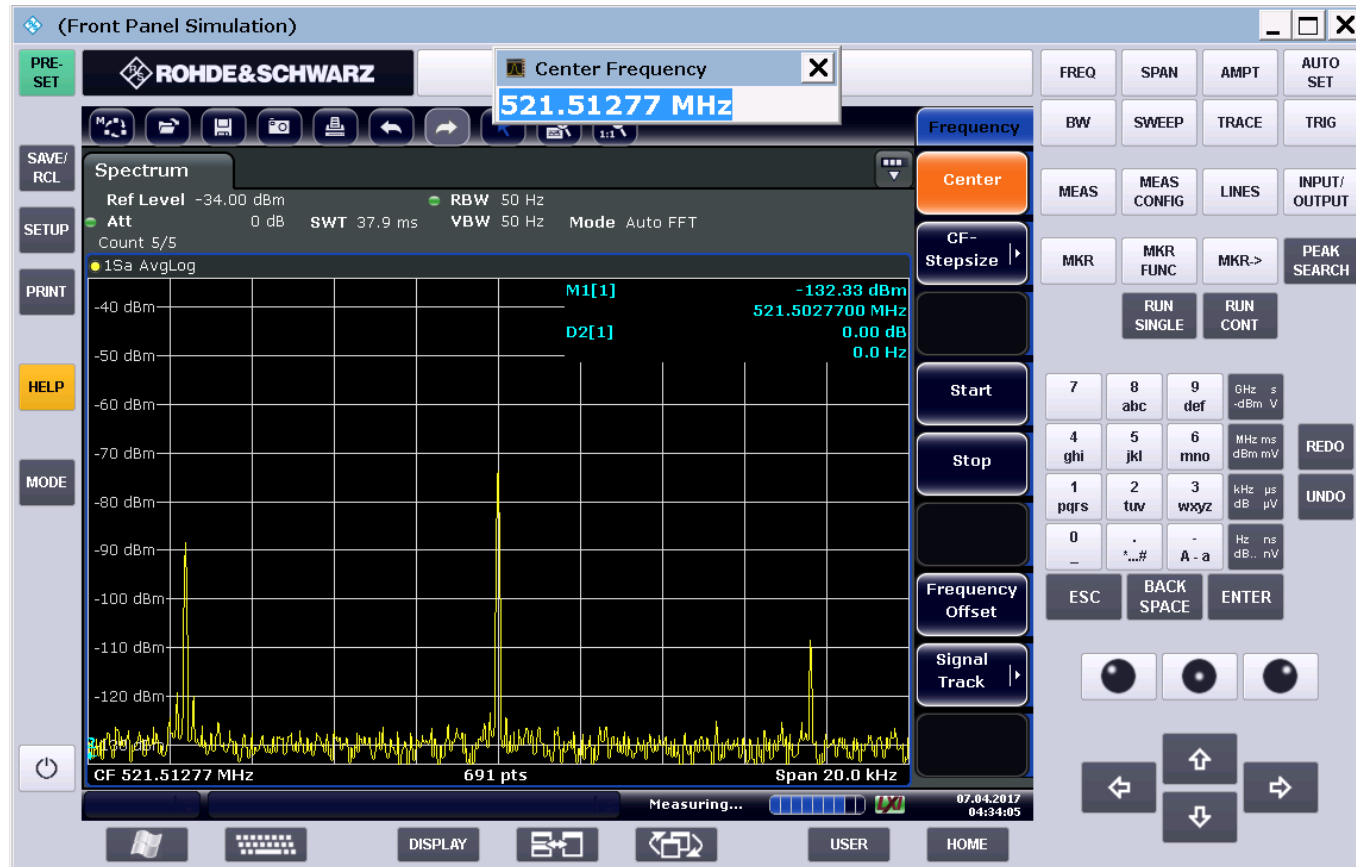 (Front Panel Simulation)
PRE-
SET
ROHDE&SCHWARZ
Center Frequency
521.51277 MHz
FREQ
SPAN
AMPT
AUTO
SET
BW
SWEEP
TRACE
TRIG
M
1:1
Frequency
SAVE/
RCL
Spectrum
Center
Ref Level -34.00 dBm
RBW 50 Hz
Att 0 dB SWT 37.9 ms VBW 50 Hz Mode Auto FFT
Count 5/5
MEAS
MEAS
CONFIG
LINES
INPUT/
OUTPUT
SETUP
CF-
Stepsize
1Sa AvgLog
MKR
MKR
FUNC
MKR->
PEAK
SEARCH
PRINT
M1[1] -132.33 dBm
521.5027700 MHz
D2[1] 0.00 dB
0.0 Hz
RUN
SINGLE
RUN
CONT
-40 dBm
-50 dBm
-60 dBm
-70 dBm
-80 dBm
-90 dBm
-100 dBm
-110 dBm
-120 dBm
HELP
Start
7
8
abc
9
def
GHz s
-dBm V
Stop
4
ghi
5
jkl
6
mno
MHz ms
dBm mV
REDO
MODE
1
pqrs
2
tuv
3
wxyz
kHz µs
dB µV
UNDO
0
_
.
*...#
-
A - a
Hz ns
dB.. nV
Frequency
Offset
ESC
BACK
SPACE
ENTER
Signal
Track
CF 521.51277 MHz 691 pts Span 20.0 kHz
Measuring...
LXI
07.04.2017
04:34:05
DISPLAY
USER
HOME